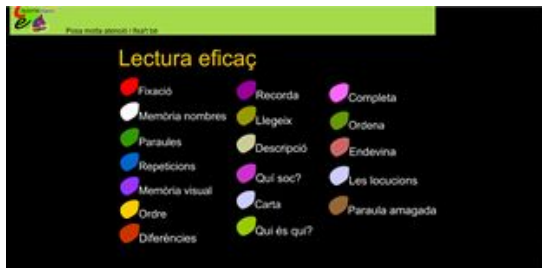 Posa molta atenció i fixa't bé
Lectura eficaç
Fixació
Memòria nombres
Paraules
Repeticions
Memòria visual
Ordre
Diferéncies
Recorda
Llegeix
Descripció
Qui soc?
Carta
Qui és qui?
Completa
Ordena
Endevina
Les locucions
Paraula amagada